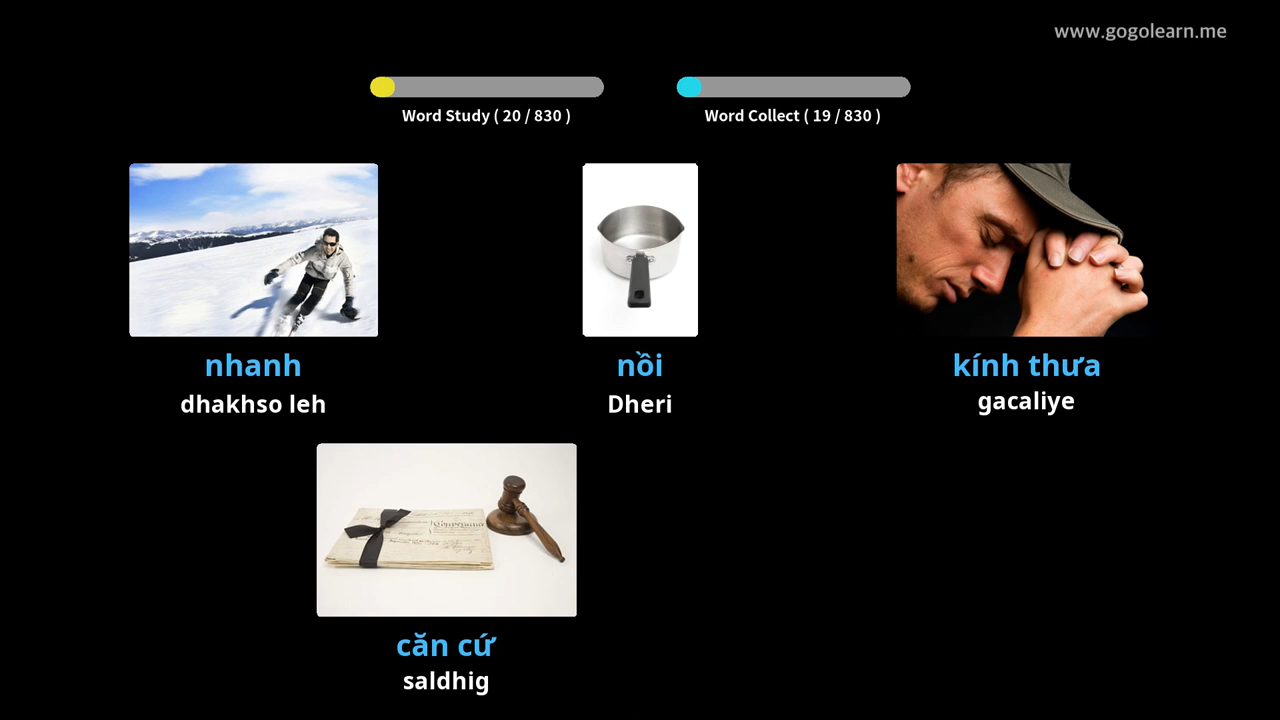 www.gogolearn.me
Word Study ( 20 / 830 )
Word Collect ( 19 / 830 )
nhanh
dhakhso leh
nồi
Dheri
kính thưa
gacaliye
căn cứ
saldhig